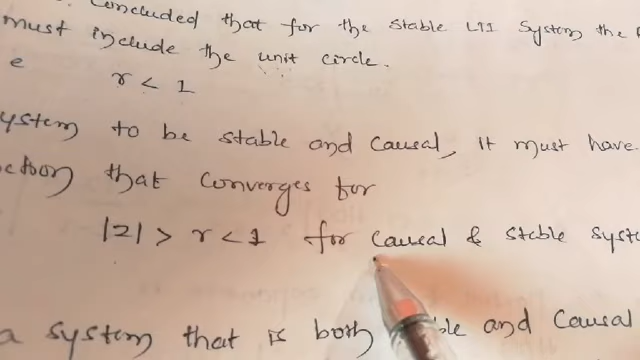 Concluded that for the stable LTI System the
must include the unit circle.
e r < 1
ystem to be stable and causal, it must have
ction that converges for
|z| > r < 1 for causal & stable syst
a system that is both ble and Causal